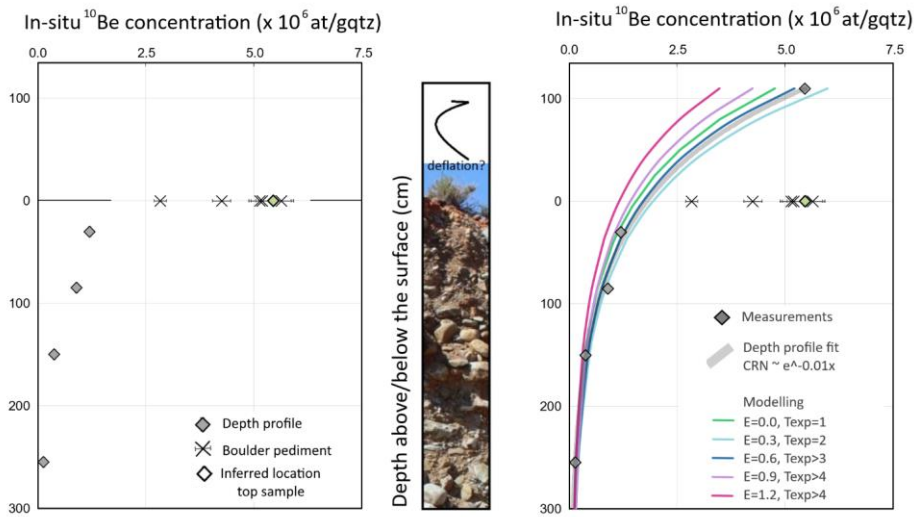 In-situ ¹⁰Be concentration (x 10⁶ at/gqtz)
0.0 2.5 5.0 7.5
100
0
100
200
300
Depth profile
Boulder pediment
Inferred location
top sample
Depth above/below the surface (cm)
deflation?
In-situ ¹⁰Be concentration (x 10⁶ at/gqtz)
0.0 2.5 5.0 7.5
100
0
100
200
300
Measurements
Depth profile fit
CRN ~ e^-0.01x
Modelling
E=0.0, Texp=1
E=0.3, Texp=2
E=0.6, Texp>3
E=0.9, Texp>4
E=1.2, Texp>4